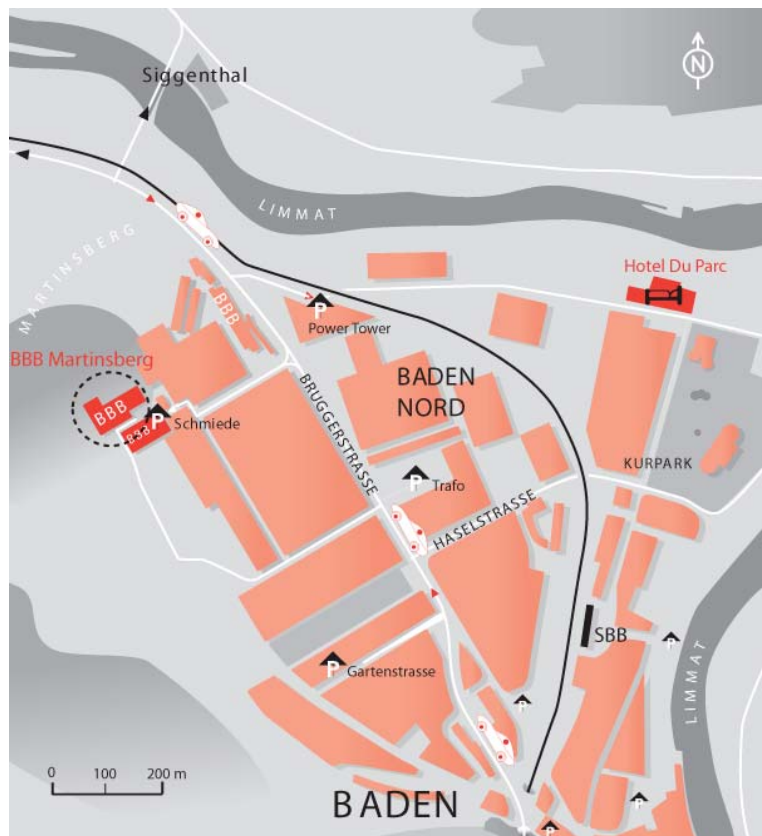 N
Siggenthal
LIMMAT
MARTINSBERG
Hotel Du Parc
BBB
P
Power Tower
BBB Martinsberg
BADEN
NORD
BBB
BBB
P
Schmiede
BRUGGERSTRASSE
KURPARK
P
Trafo
HASELSTRASSE
SBB
P
LIMMAT
P
Gartenstrasse
P
0 100 200 m
BADEN
P
P